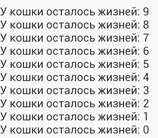 У кошки осталось жизней: 9
У кошки осталось жизней: 8
У кошки осталось жизней: 7
У кошки осталось жизней: 6
У кошки осталось жизней: 5
У кошки осталось жизней: 4
У кошки осталось жизней: 3
У кошки осталось жизней: 2
У кошки осталось жизней: 1
У кошки осталось жизней: 0